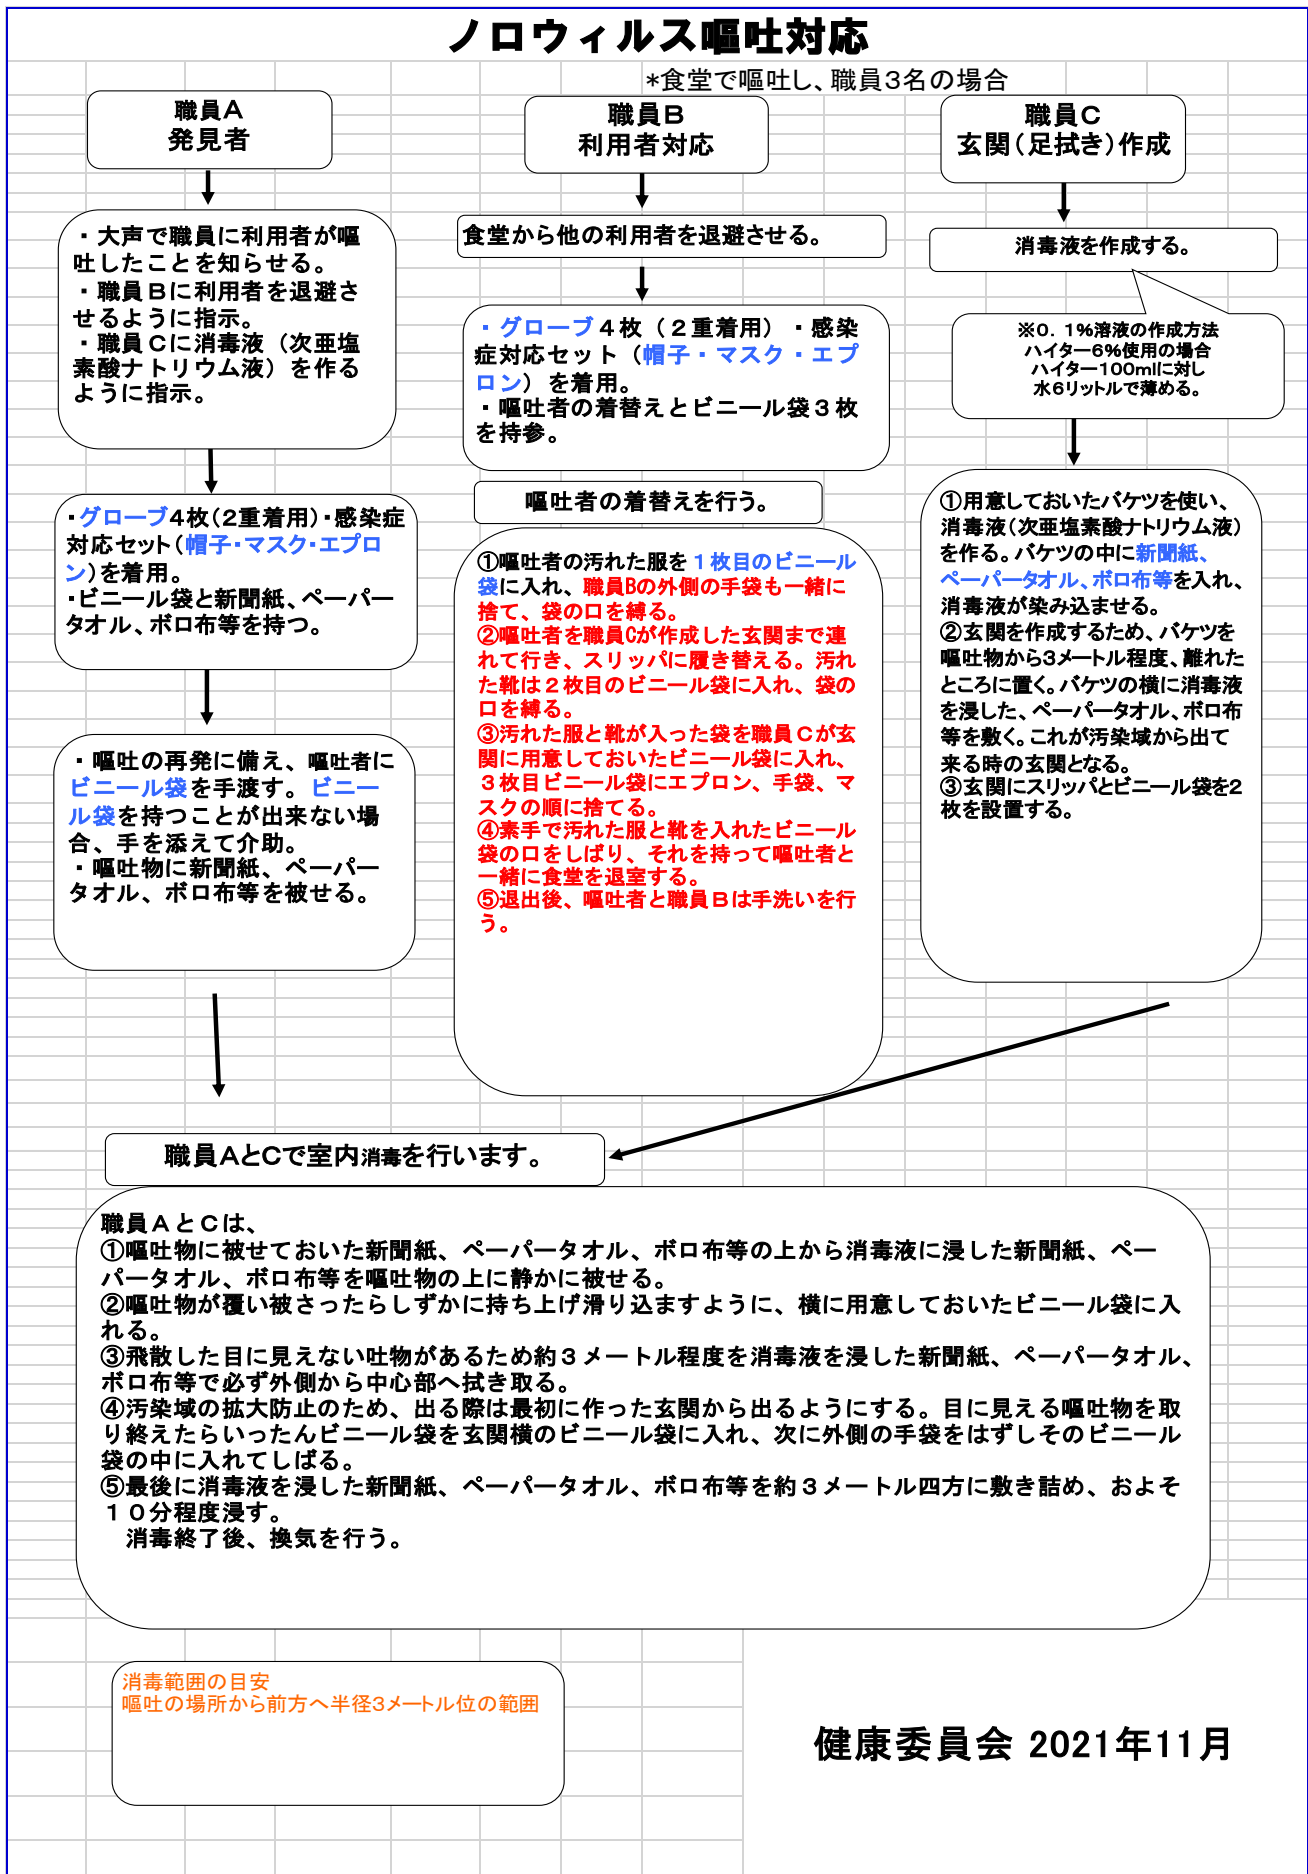 ノロウィルス嘔吐対応
*食堂で嘔吐し、職員3名の場合
職員A
発見者
・大声で職員に利用者が嘔
吐したことを知らせる。
・職員Ｂに利用者を退避さ
せるように指示。
・職員Ｃに消毒液（次亜塩
素酸ナトリウム液）を作る
ように指示。
・グローブ4枚(2重着用)・感染症
対応セット(帽子・マスク・エプロ
ン)を着用。
・ビニール袋と新聞紙、ペーパー
タオル、ボロ布等を持つ。
・嘔吐の再発に備え、嘔吐者に
ビニール袋を手渡す。ビニー
ル袋を持つことが出来ない場
合、手を添えて介助。
・嘔吐物に新聞紙、ペーパー
タオル、ボロ布等を被せる。
職員B
利用者対応
食堂から他の利用者を退避させる。
・グローブ４枚（２重着用）・感染
症対応セット（帽子・マスク・エプ
ロン）を着用。
・嘔吐者の着替えとビニール袋３枚
を持参。
嘔吐者の着替えを行う。
①嘔吐者の汚れた服を１枚目のビニール
袋に入れ、職員Bの外側の手袋も一緒に
捨て、袋の口を縛る。
②嘔吐者を職員Cが作成した玄関まで連
れて行き、スリッパに履き替える。汚れ
た靴は２枚目のビニール袋に入れ、袋の
口を縛る。
③汚れた服と靴が入った袋を職員Ｃが玄
関に用意しておいたビニール袋に入れ、
３枚目ビニール袋にエプロン、手袋、マ
スクの順に捨てる。
④素手で汚れた服と靴を入れたビニール
袋の口をしばり、それを持って嘔吐者と
一緒に食堂を退室する。
⑤退出後、嘔吐者と職員Ｂは手洗いを行
う。
職員C
玄関(足拭き)作成
消毒液を作成する。
※0．1%溶液の作成方法
ハイター6%使用の場合
ハイター100mlに対し
水6リットルで薄める。
①用意しておいたバケツを使い、
消毒液(次亜塩素酸ナトリウム液)
を作る。バケツの中に新聞紙、
ペーパータオル、ボロ布等を入れ、
消毒液が染み込ませる。
②玄関を作成するため、バケツを
嘔吐物から3メートル程度、離れた
ところに置く。バケツの横に消毒液
を浸した、ペーパータオル、ボロ布
等を敷く。これが汚染域から出て
来る時の玄関となる。
③玄関にスリッパとビニール袋を2
枚を設置する。
職員AとCで室内消毒を行います。
職員ＡとＣは、
①嘔吐物に被せておいた新聞紙、ペーパータオル、ボロ布等の上から消毒液に浸した新聞紙、ペー
パータオル、ボロ布等を嘔吐物の上に静かに被せる。
②嘔吐物が覆い被さったらしずかに持ち上げ滑り込ますように、横に用意しておいたビニール袋に入
れる。
③飛散した目に見えない吐物があるため約３メートル程度を消毒液を浸した新聞紙、ペーパータオル、
ボロ布等で必ず外側から中心部へ拭き取る。
④汚染域の拡大防止のため、出る際は最初に作った玄関から出るようにする。目に見える嘔吐物を取
り終えたらいったんビニール袋を玄関横のビニール袋に入れ、次に外側の手袋をはずしそのビニール
袋の中に入れてしばる。
⑤最後に消毒液を浸した新聞紙、ペーパータオル、ボロ布等を約３メートル四方に敷き詰め、およそ
１０分程度浸す。
消毒終了後、換気を行う。
消毒範囲の目安
嘔吐の場所から前方へ半径3メートル位の範囲
健康委員会 2021年11月